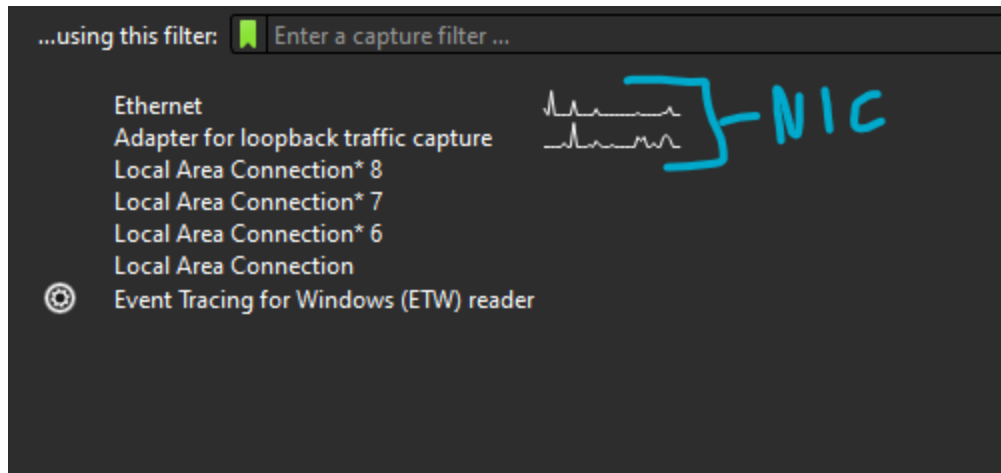 ...using this filter: Enter a capture filter ...
Ethernet
Adapter for loopback traffic capture
NIC
Local Area Connection* 8
Local Area Connection* 7
Local Area Connection* 6
Local Area Connection
Event Tracing for Windows (ETW) reader